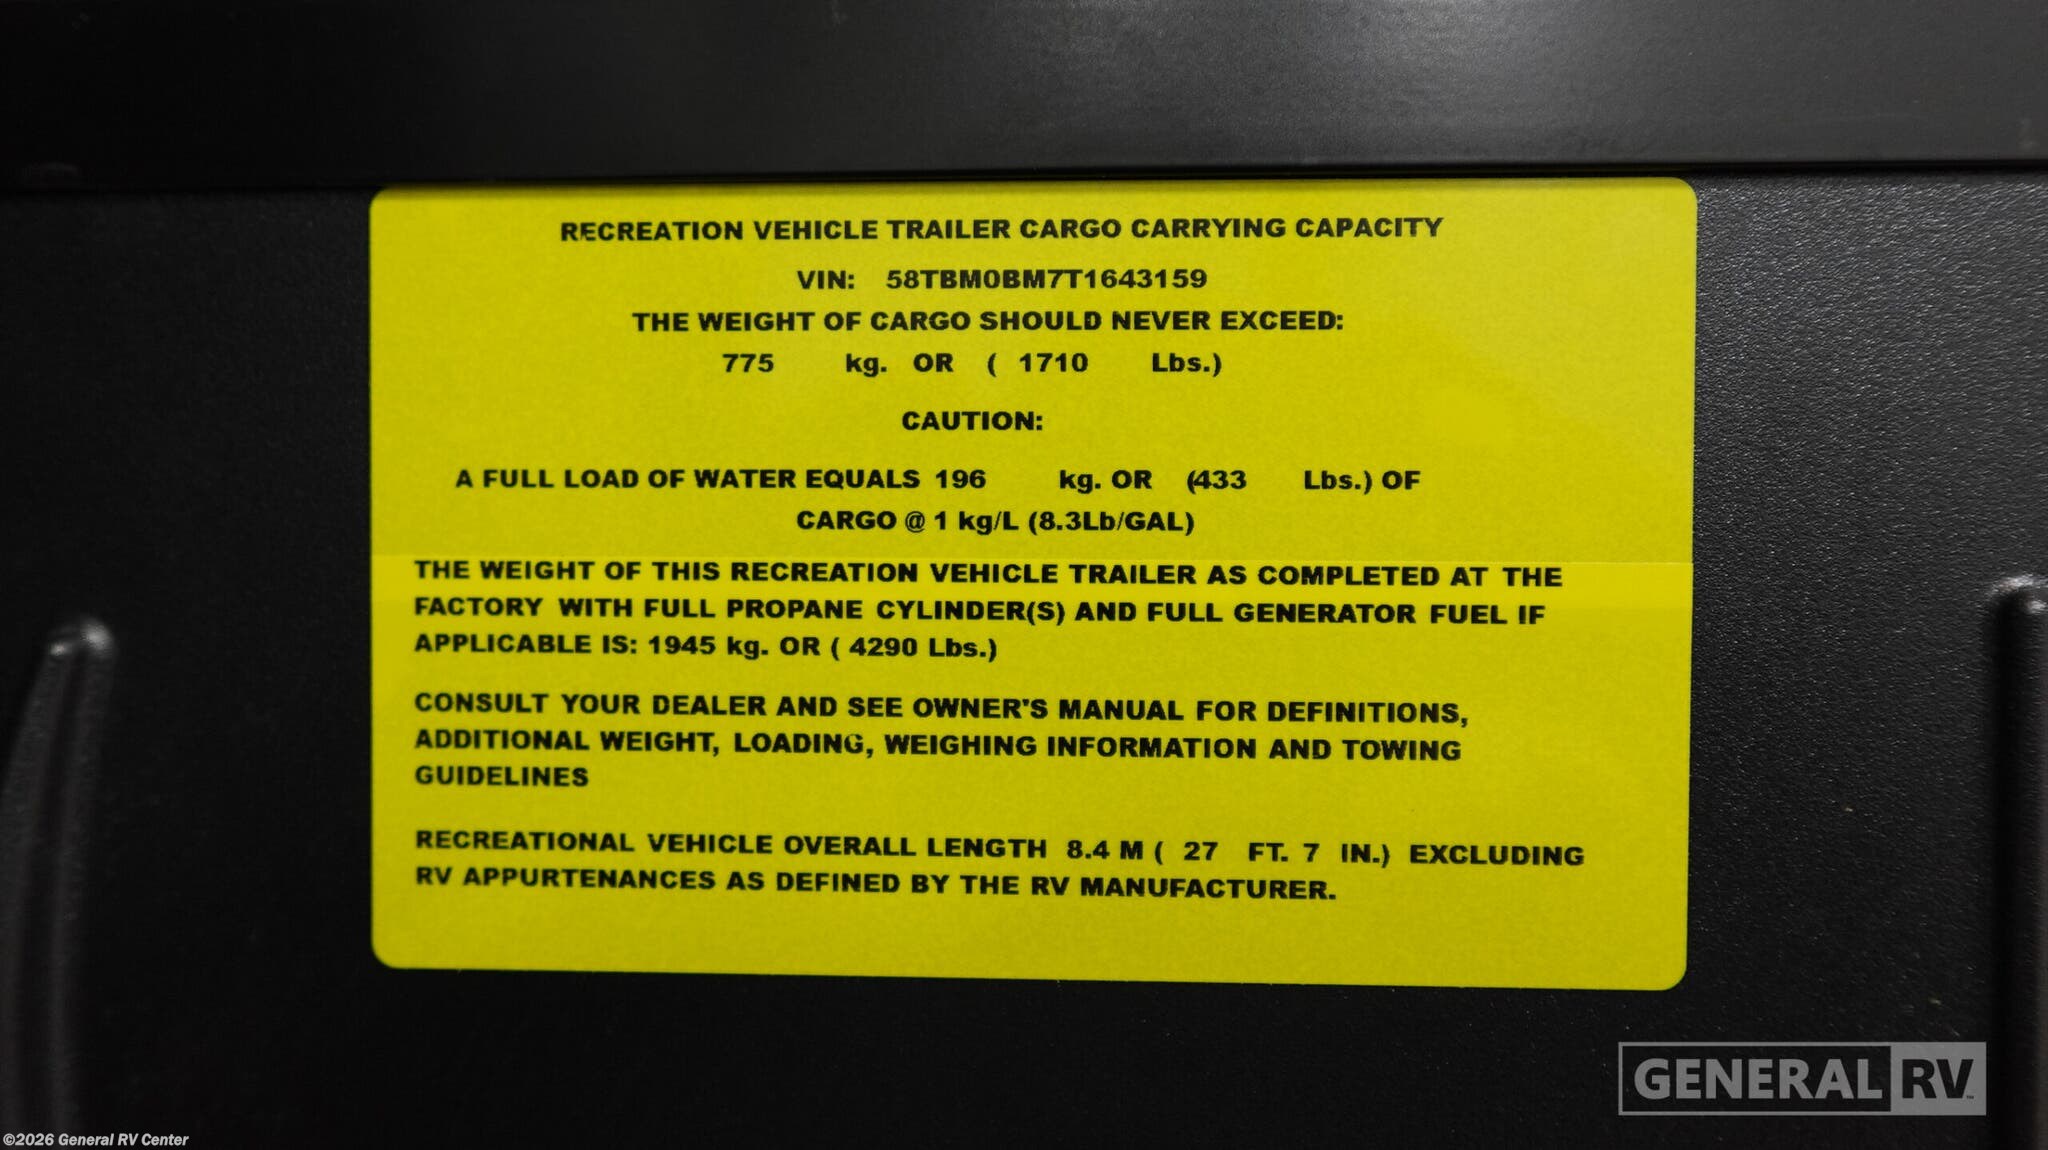 RECREATION VEHICLE TRAILER CARGO CARRYING CAPACITY
VIN: 58TBM0BM7T1643159
THE WEIGHT OF CARGO SHOULD NEVER EXCEED:
775 kg. OR ( 1710 Lbs.)
CAUTION:
A FULL LOAD OF WATER EQUALS 196 kg. OR (433 Lbs.) OF
CARGO @ 1 kg/L (8.3Lb/GAL)
THE WEIGHT OF THIS RECREATION VEHICLE TRAILER AS COMPLETED AT THE
FACTORY WITH FULL PROPANE CYLINDER(S) AND FULL GENERATOR FUEL IF
APPLICABLE IS: 1945 kg. OR ( 4290 Lbs.)
CONSULT YOUR DEALER AND SEE OWNER'S MANUAL FOR DEFINITIONS,
ADDITIONAL WEIGHT, LOADING, WEIGHING INFORMATION AND TOWING
GUIDELINES
RECREATIONAL VEHICLE OVERALL LENGTH 8.4 M ( 27 FT. 7 IN.) EXCLUDING
RV APPURTENANCES AS DEFINED BY THE RV MANUFACTURER.
GENERAL RV™
©2026 General RV Center